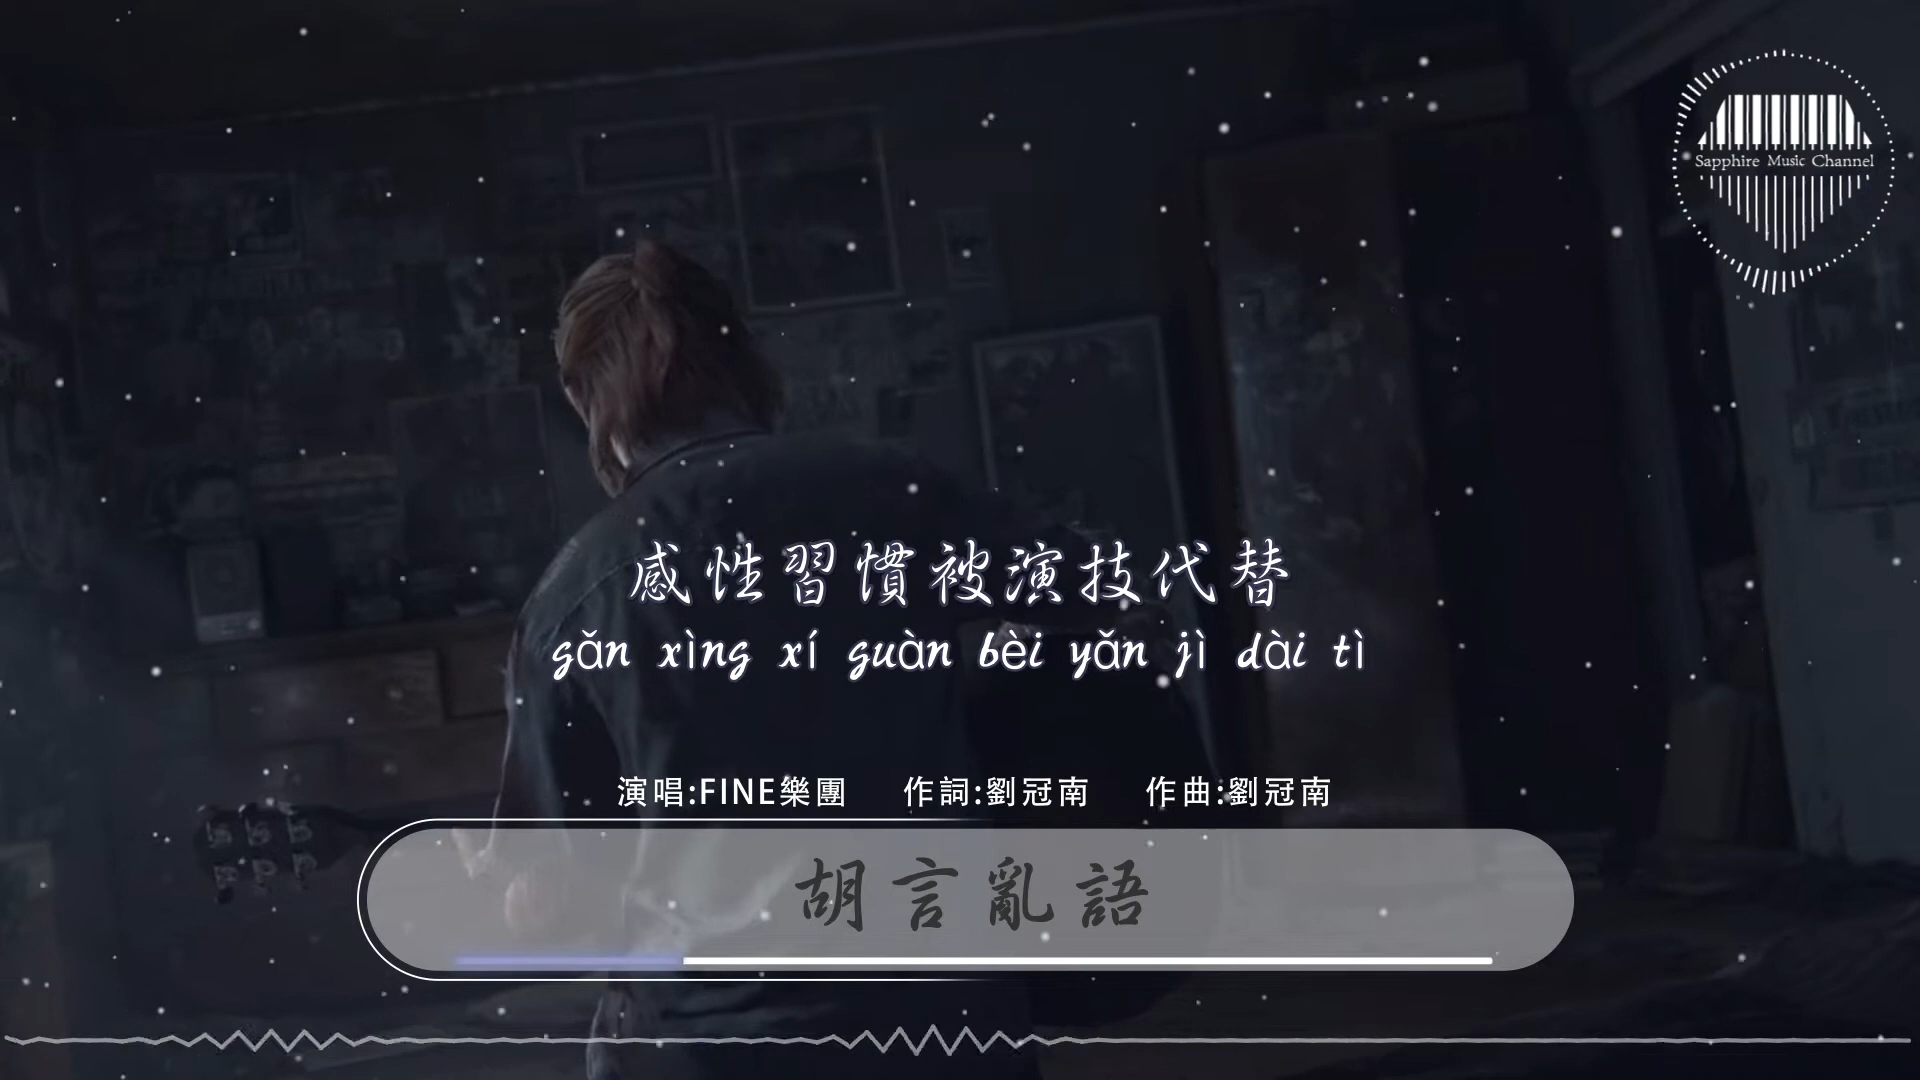 Sapphire Music Channel
感性習慣被演技代替
gǎn xìng xí guàn bèi yǎn jì dài tì
演唱:FINE樂團 作詞:劉冠南 作曲:劉冠南
胡言亂語